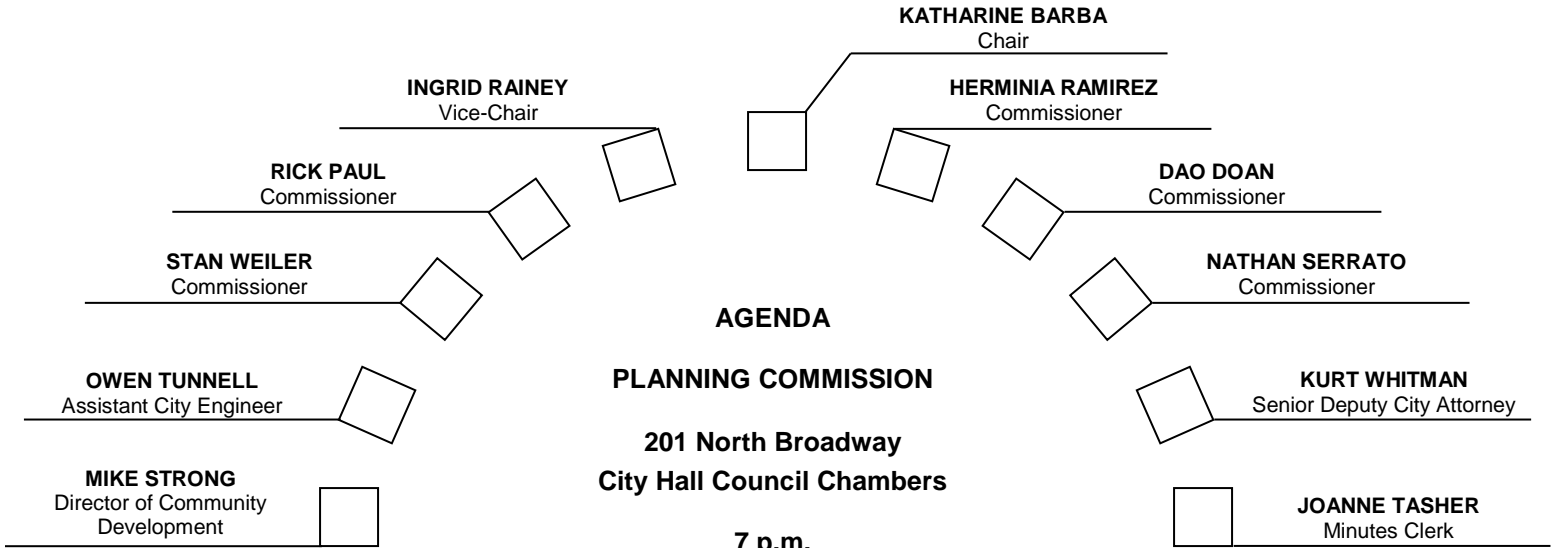 KATHARINE BARBA
Chair
INGRID RAINEY
Vice-Chair
HERMINIA RAMIREZ
Commissioner
RICK PAUL
Commissioner
DAO DOAN
Commissioner
STAN WEILER
Commissioner
NATHAN SERRATO
Commissioner
AGENDA
PLANNING COMMISSION
OWEN TUNNELL
Assistant City Engineer
KURT WHITMAN
Senior Deputy City Attorney
201 North Broadway
City Hall Council Chambers
MIKE STRONG
Director of Community
Development
JOANNE TASHER
Minutes Clerk
7 p.m.